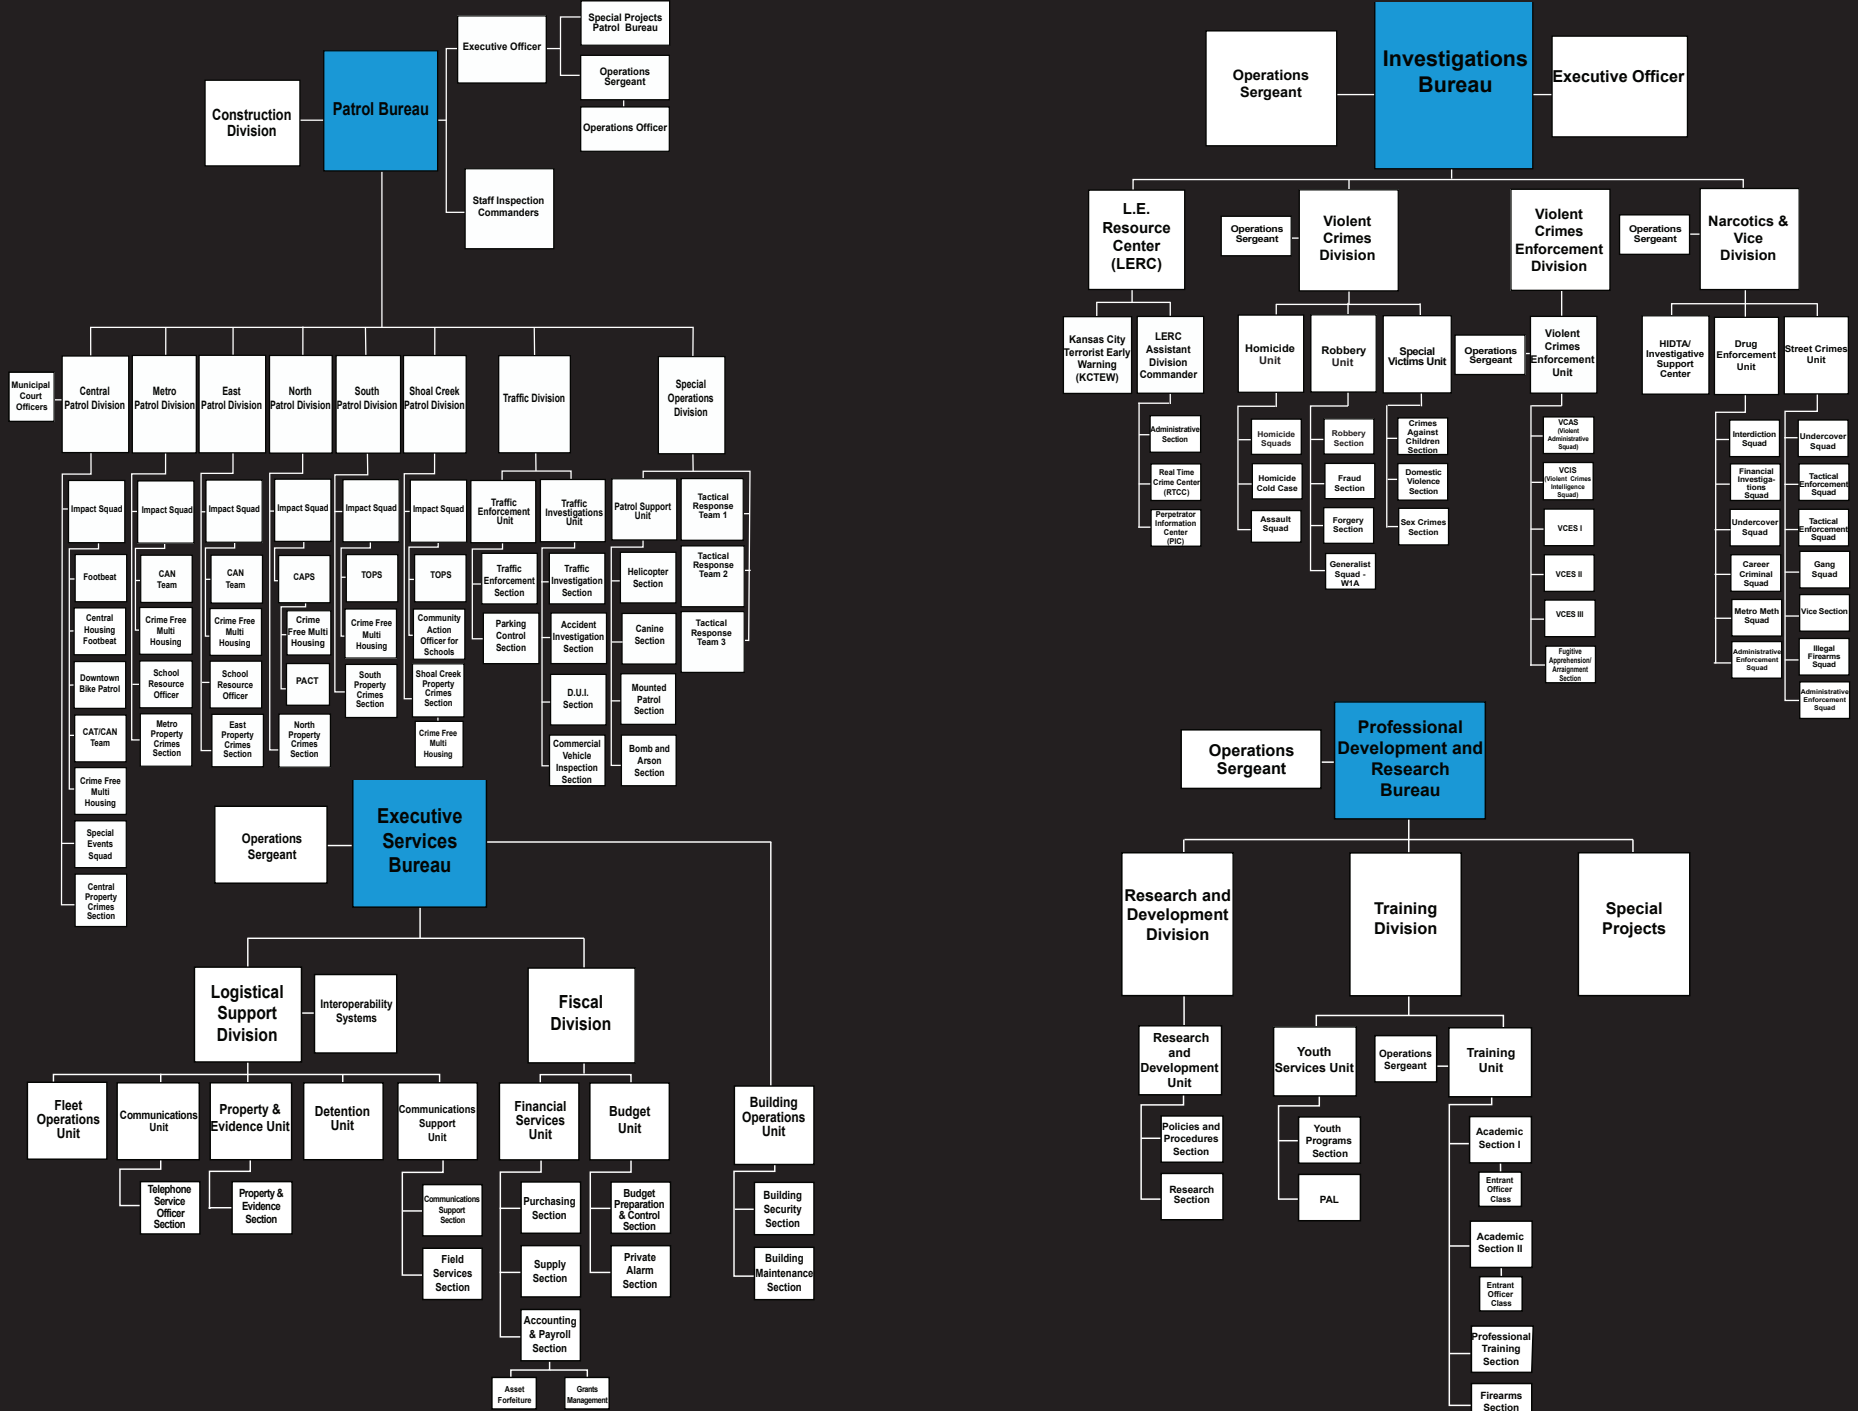 Special Projects
Patrol Bureau
Executive Officer
Operations
Sergeant
Operations Officer
Construction
Division
Patrol Bureau
Staff Inspection
Commanders
Municipal
Court
Officers
Central
Patrol Division
Metro
Patrol Division
East
Patrol Division
North
Patrol Division
South
Patrol Division
Shoal Creek
Patrol Division
Traffic Division
Special
Operations
Division
Impact Squad
Footbeat
Central
Housing
Footbeat
Downtown
Bike Patrol
CAT/CAN
Team
Crime Free
Multi
Housing
Special
Events
Squad
Central
Property
Crimes
Section
Impact Squad
CAN
Team
Crime Free
Multi
Housing
School
Resource
Officer
Metro
Property
Crimes
Section
Impact Squad
CAN
Team
Crime Free
Multi
Housing
School
Resource
Officer
East
Property
Crimes
Section
Impact Squad
CAPS
Crime
Free Multi
Housing
PACT
North
Property
Crimes
Section
Impact Squad
TOPS
Crime Free
Multi
Housing
South
Property
Crimes
Section
Impact Squad
TOPS
Community
Action
Officer for
Schools
Shoal Creek
Property
Crimes
Section
Crime Free
Multi
Housing
Traffic
Enforcement
Unit
Traffic
Enforcement
Section
Parking
Control
Section
Traffic
Investigations
Unit
Traffic
Investigation
Section
Accident
Investigation
Section
D.U.I.
Section
Commercial
Vehicle
Inspection
Section
Patrol Support
Unit
Helicopter
Section
Canine
Section
Mounted
Patrol
Section
Bomb and
Arson Section
Tactical
Response
Team 1
Tactical
Response
Team 2
Tactical
Response
Team 3
Operations
Sergeant
Executive
Services
Bureau
Logistical
Support
Division
Interoperability
Systems
Fiscal
Division
Fleet
Operations
Unit
Communications
Unit
Property &
Evidence Unit
Detention
Unit
Communications
Support
Unit
Financial
Services
Unit
Budget
Unit
Building
Operations
Unit
Telephone
Service
Officer
Section
Property &
Evidence
Section
Communications
Support
Section
Field
Services
Section
Purchasing
Section
Supply
Section
Accounting
& Payroll
Section
Asset
Forfeiture
Grants
Management
Budget
Preparation
& Control
Section
Private
Alarm
Section
Building
Security
Section
Building
Maintenance
Section
Operations
Sergeant
Investigations
Bureau
Executive Officer
L.E.
Resource
Center
(LERC)
Operations
Sergeant
Violent
Crimes
Division
Violent
Crimes
Enforcement
Division
Operations
Sergeant
Narcotics &
Vice
Division
Kansas City
Terrorist Early
Warning
(KCTEW)
LERC
Assistant
Division
Commander
Homicide
Unit
Robbery
Unit
Special
Victims Unit
Operations
Sergeant
Violent
Crimes
Enforcement
Unit
HIDTA/
Investigative
Support
Center
Drug
Enforcement
Unit
Street Crimes
Unit
Administrative
Section
Real Time
Crime Center
(RTCC)
Perpetrator
Information
Center
(PIC)
Homicide
Squads
Homicide
Cold Case
Assault
Squad
Robbery
Section
Fraud
Section
Forgery
Section
Generalist
Squad -
W1A
Crimes
Against
Children
Section
Domestic
Violence
Section
Sex Crimes
Section
VCAS
(Violent
Administrative
Squad)
VCIS
(Violent Crimes
Intelligence
Squad)
VCES I
VCES II
VCES III
Fugitive
Apprehension/
Arraignment
Section
Interdiction
Squad
Financial
Investiga-
tions
Squad
Undercover
Squad
Career
Criminal
Squad
Metro Meth
Squad
Administrative
Enforcement
Squad
Undercover
Squad
Tactical
Enforcement
Squad
Tactical
Enforcement
Squad
Gang
Squad
Vice Section
Illegal
Firearms
Squad
Administrative
Enforcement
Squad
Operations
Sergeant
Professional
Development and
Research
Bureau
Research and
Development
Division
Training
Division
Special
Projects
Research
and
Development
Unit
Youth
Services Unit
Operations
Sergeant
Training
Unit
Policies and
Procedures
Section
Research
Section
Youth
Programs
Section
PAL
Academic
Section I
Entrant
Officer
Class
Academic
Section II
Entrant
Officer
Class
Professional
Training
Section
Firearms
Section